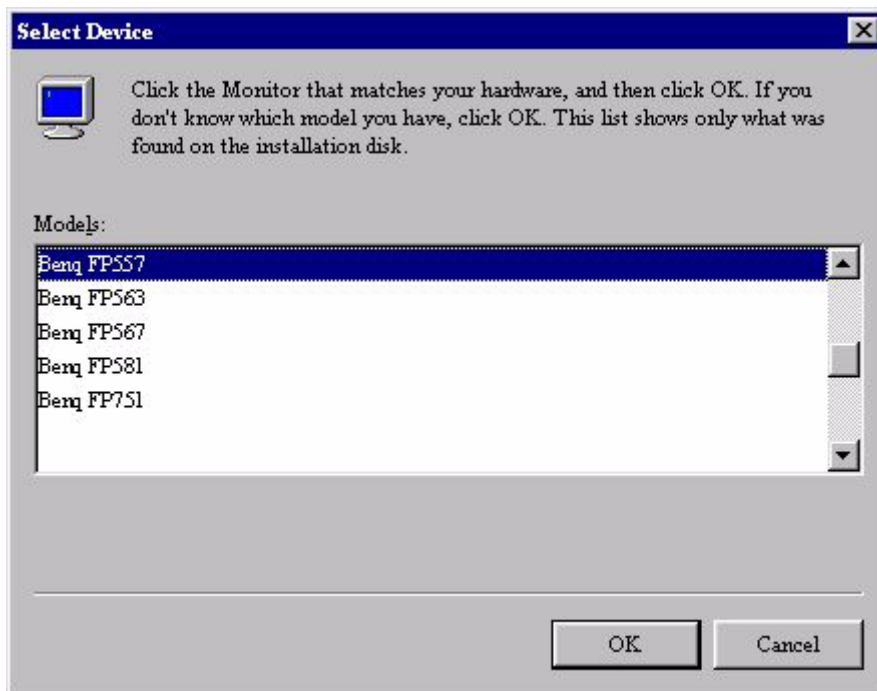 Select Device
Click the Monitor that matches your hardware, and then click OK. If you
don't know which model you have, click OK. This list shows only what was
found on the installation disk.
Models:
Benq FP557
Benq FP563
Benq FP567
Benq FP581
Benq FP751
OK
Cancel